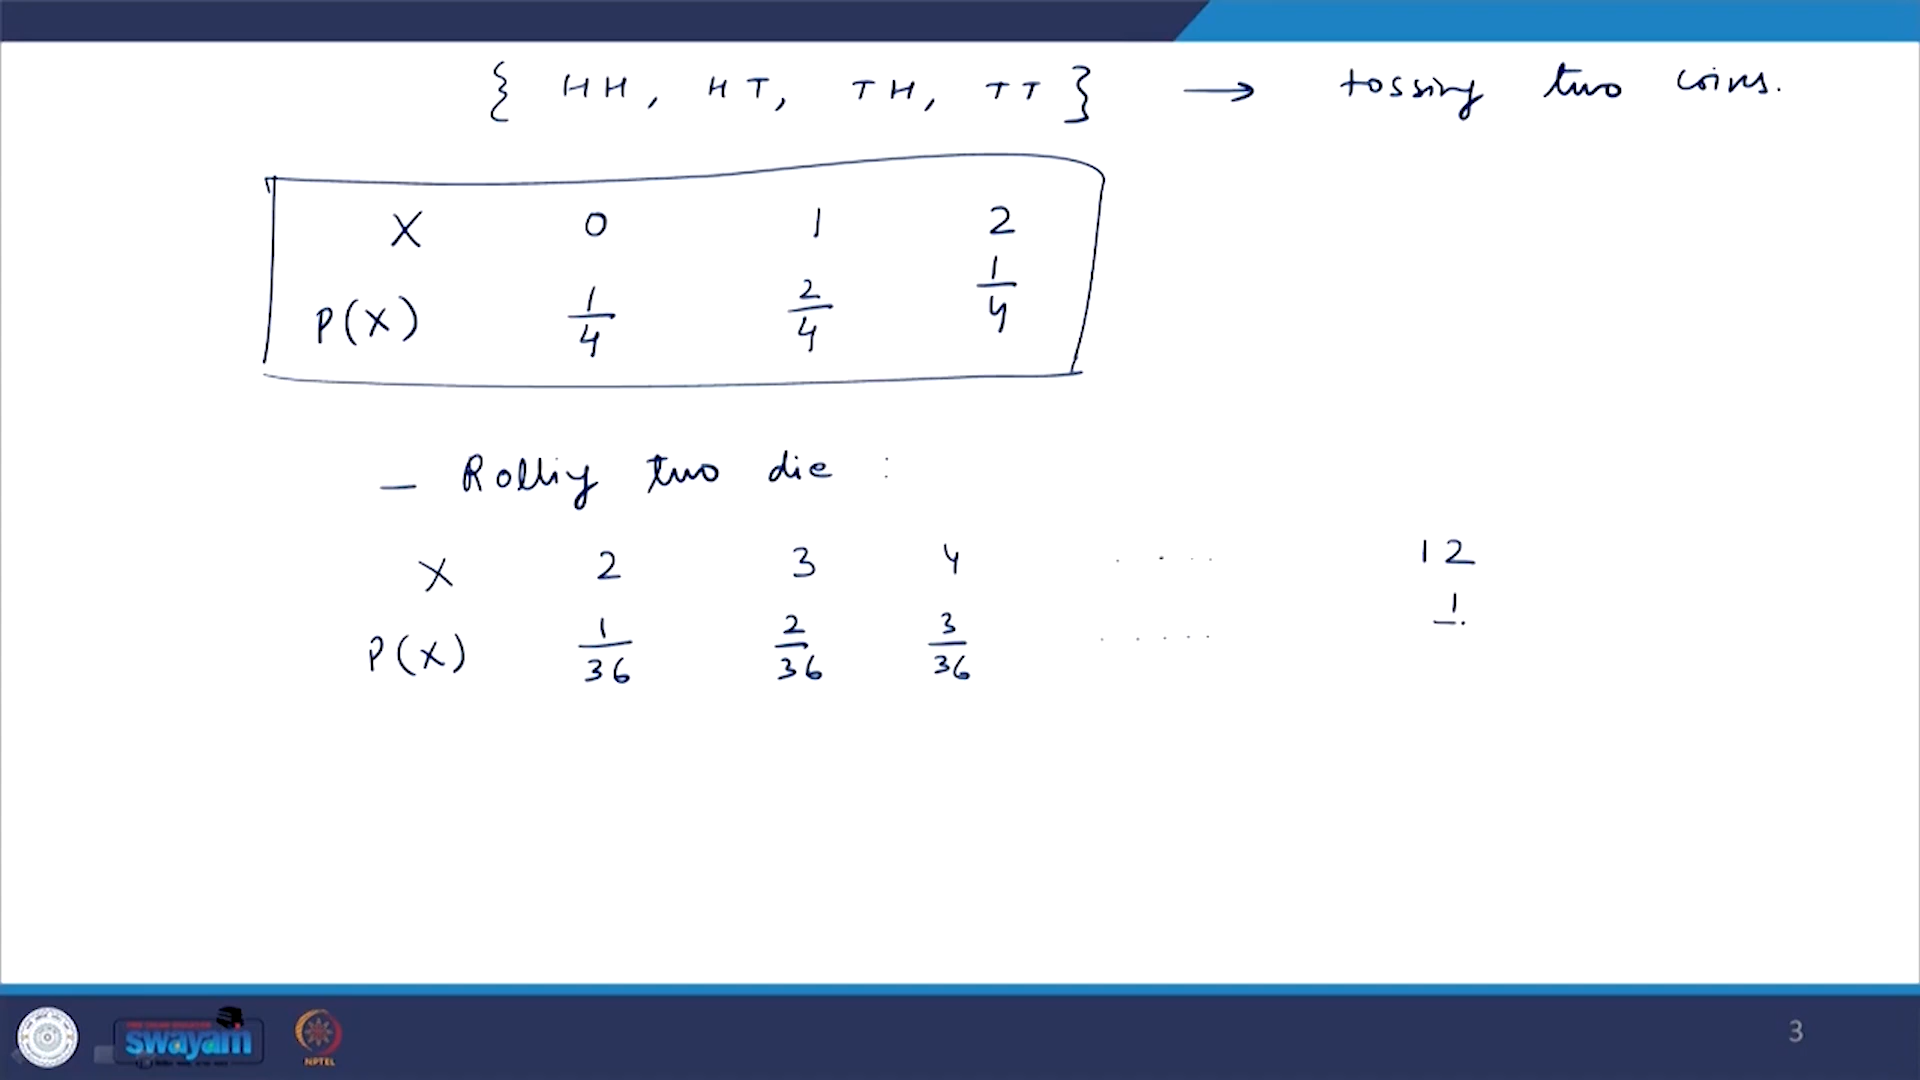 { HH, HT, TH, TT } → tossing two coins.
X 0 1 2
P(X) 1/4 2/4 1/4
– Rolling two die :
X 2 3 4 .... 12
P(X) 1/36 2/36 3/36 ..... 1
swayam
NPTEL
3